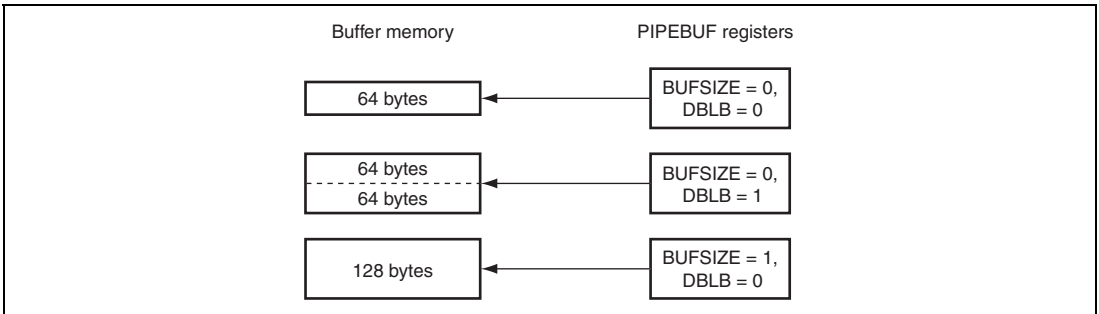 Buffer memory
PIPEBUF registers
64 bytes
BUFSIZE = 0,
DBLB = 0
64 bytes
64 bytes
BUFSIZE = 0,
DBLB = 1
128 bytes
BUFSIZE = 1,
DBLB = 0